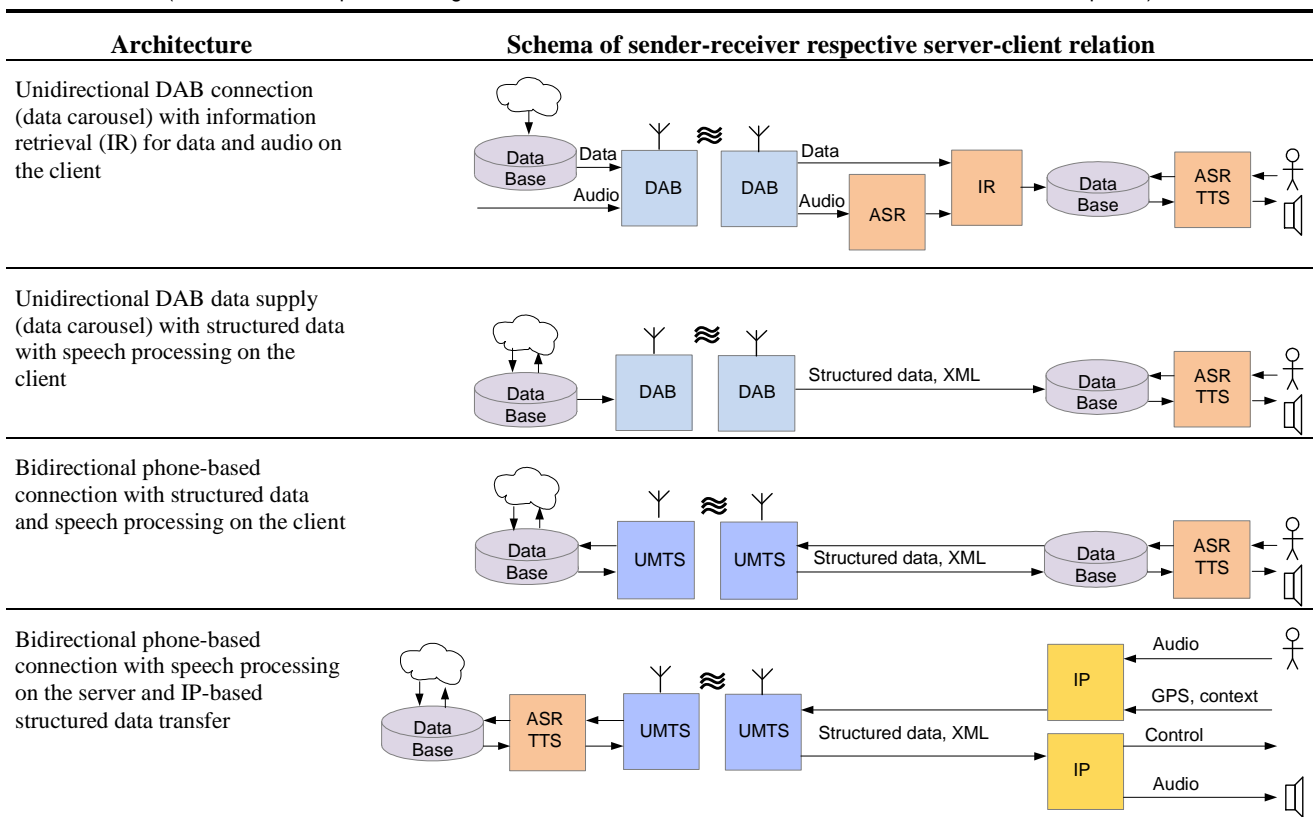 Architecture
Schema of sender-receiver respective server-client relation
Unidirectional DAB connection
(data carousel) with information
retrieval (IR) for data and audio on
the client
Data
Base
Data
Audio
DAB
DAB
Data
Audio
ASR
IR
Data
Base
ASR
TTS
Unidirectional DAB data supply
(data carousel) with structured data
with speech processing on the
client
Data
Base
DAB
DAB
Structured data, XML
Data
Base
ASR
TTS
Bidirectional phone-based
connection with structured data
and speech processing on the client
Data
Base
UMTS
UMTS
Structured data, XML
Data
Base
ASR
TTS
Bidirectional phone-based
connection with speech processing
on the server and IP-based
structured data transfer
Data
Base
ASR
TTS
UMTS
UMTS
Structured data, XML
IP
Audio
GPS, context
IP
Control
Audio